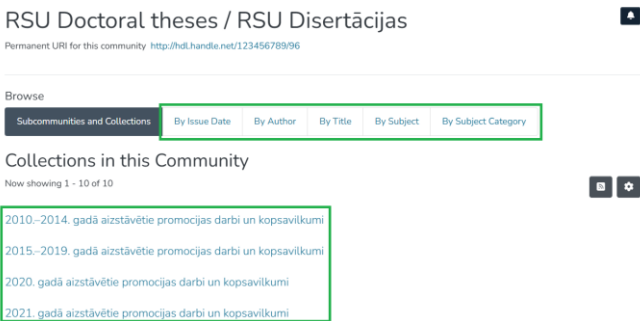 RSU Doctoral theses / RSU Disertācijas
Permanent URI for this community http://hdl.handle.net/123456789/96
Browse
Subcommunities and Collections By Issue Date By Author By Title By Subject By Subject Category
Collections in this Community
Now showing 1 - 10 of 10
2010.–2014. gadā aizstāvētie promocijas darbi un kopsavilkumi
2015.–2019. gadā aizstāvētie promocijas darbi un kopsavilkumi
2020. gadā aizstāvētie promocijas darbi un kopsavilkumi
2021. gadā aizstāvētie promocijas darbi un kopsavilkumi